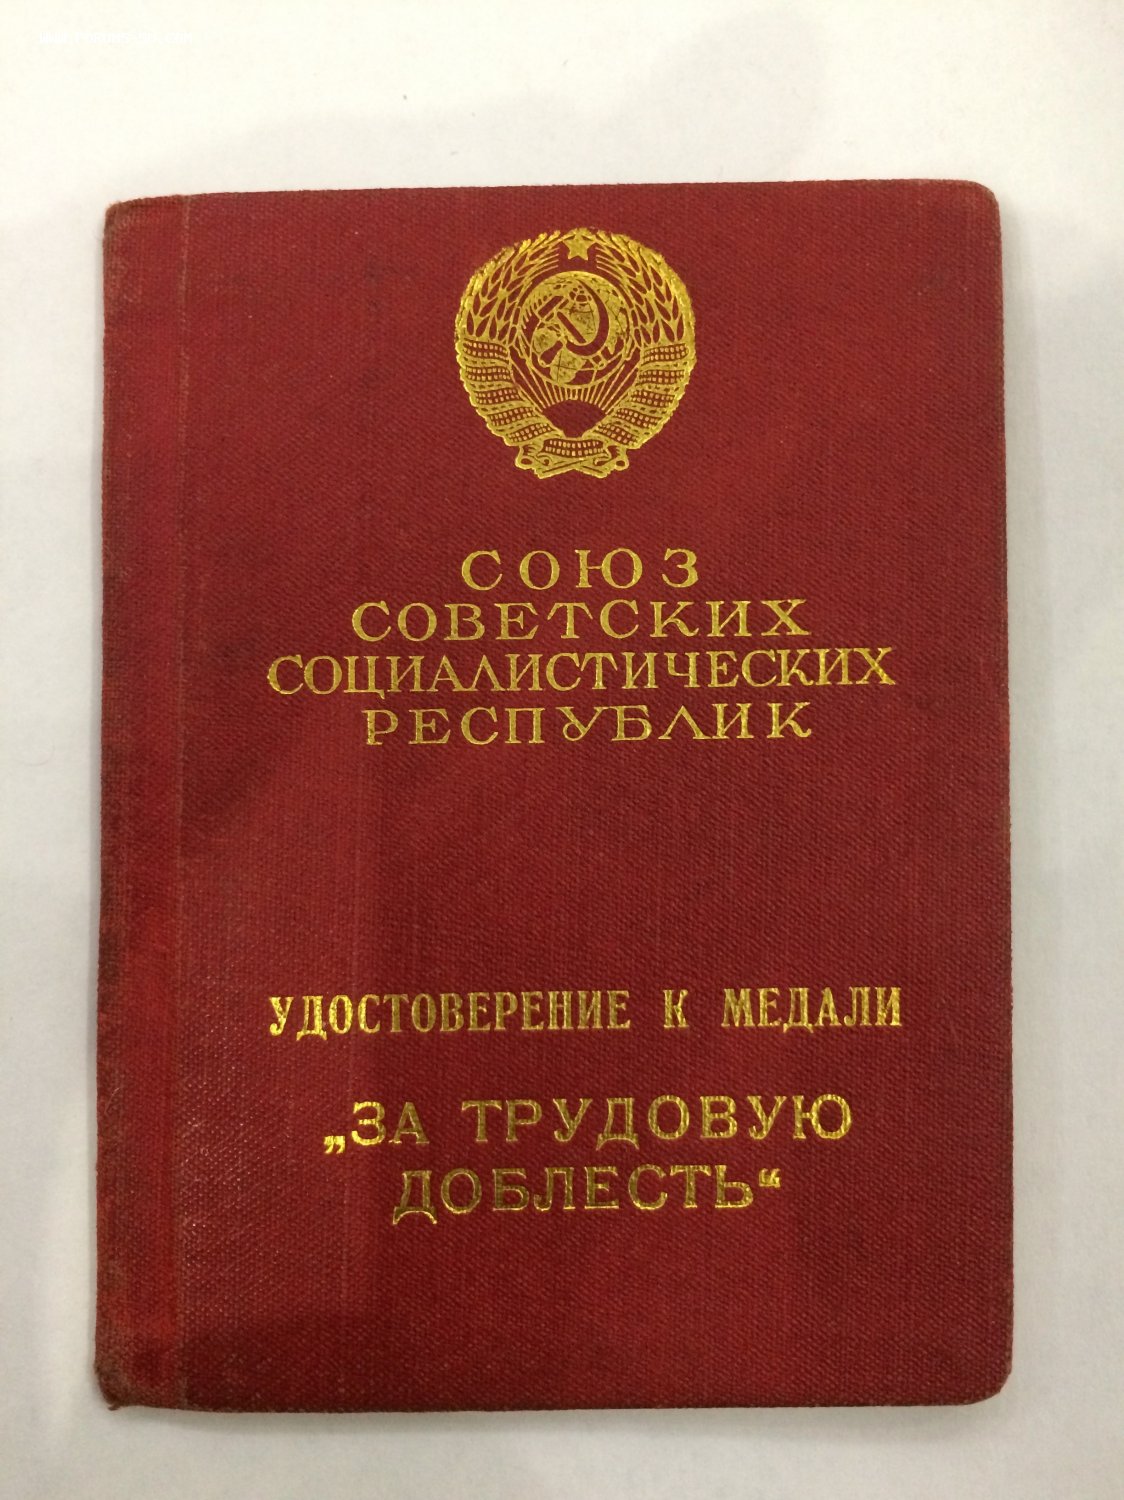 СОЮЗ
СОВЕТСКИХ
СОЦИАЛИСТИЧЕСКИХ
РЕСПУБЛИК
УДОСТОВЕРЕНИЕ К МЕДАЛИ
„ЗА ТРУДОВУЮ
ДОБЛЕСТЬ“